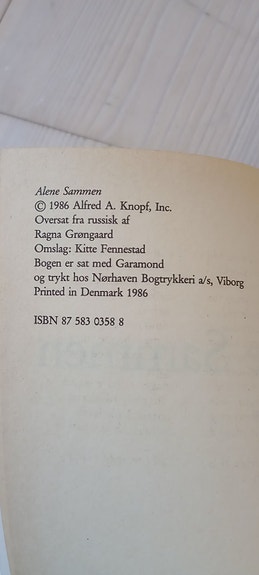 Alene Sammen
© 1986 Alfred A. Knopf, Inc.
Oversat fra russisk af
Ragna Grøngaard
Omslag: Kitte Fennestad
Bogen er sat med Garamond
og trykt hos Nørhaven Bogtrykkeri a/s, Viborg
Printed in Denmark 1986
ISBN 87 583 0358 8